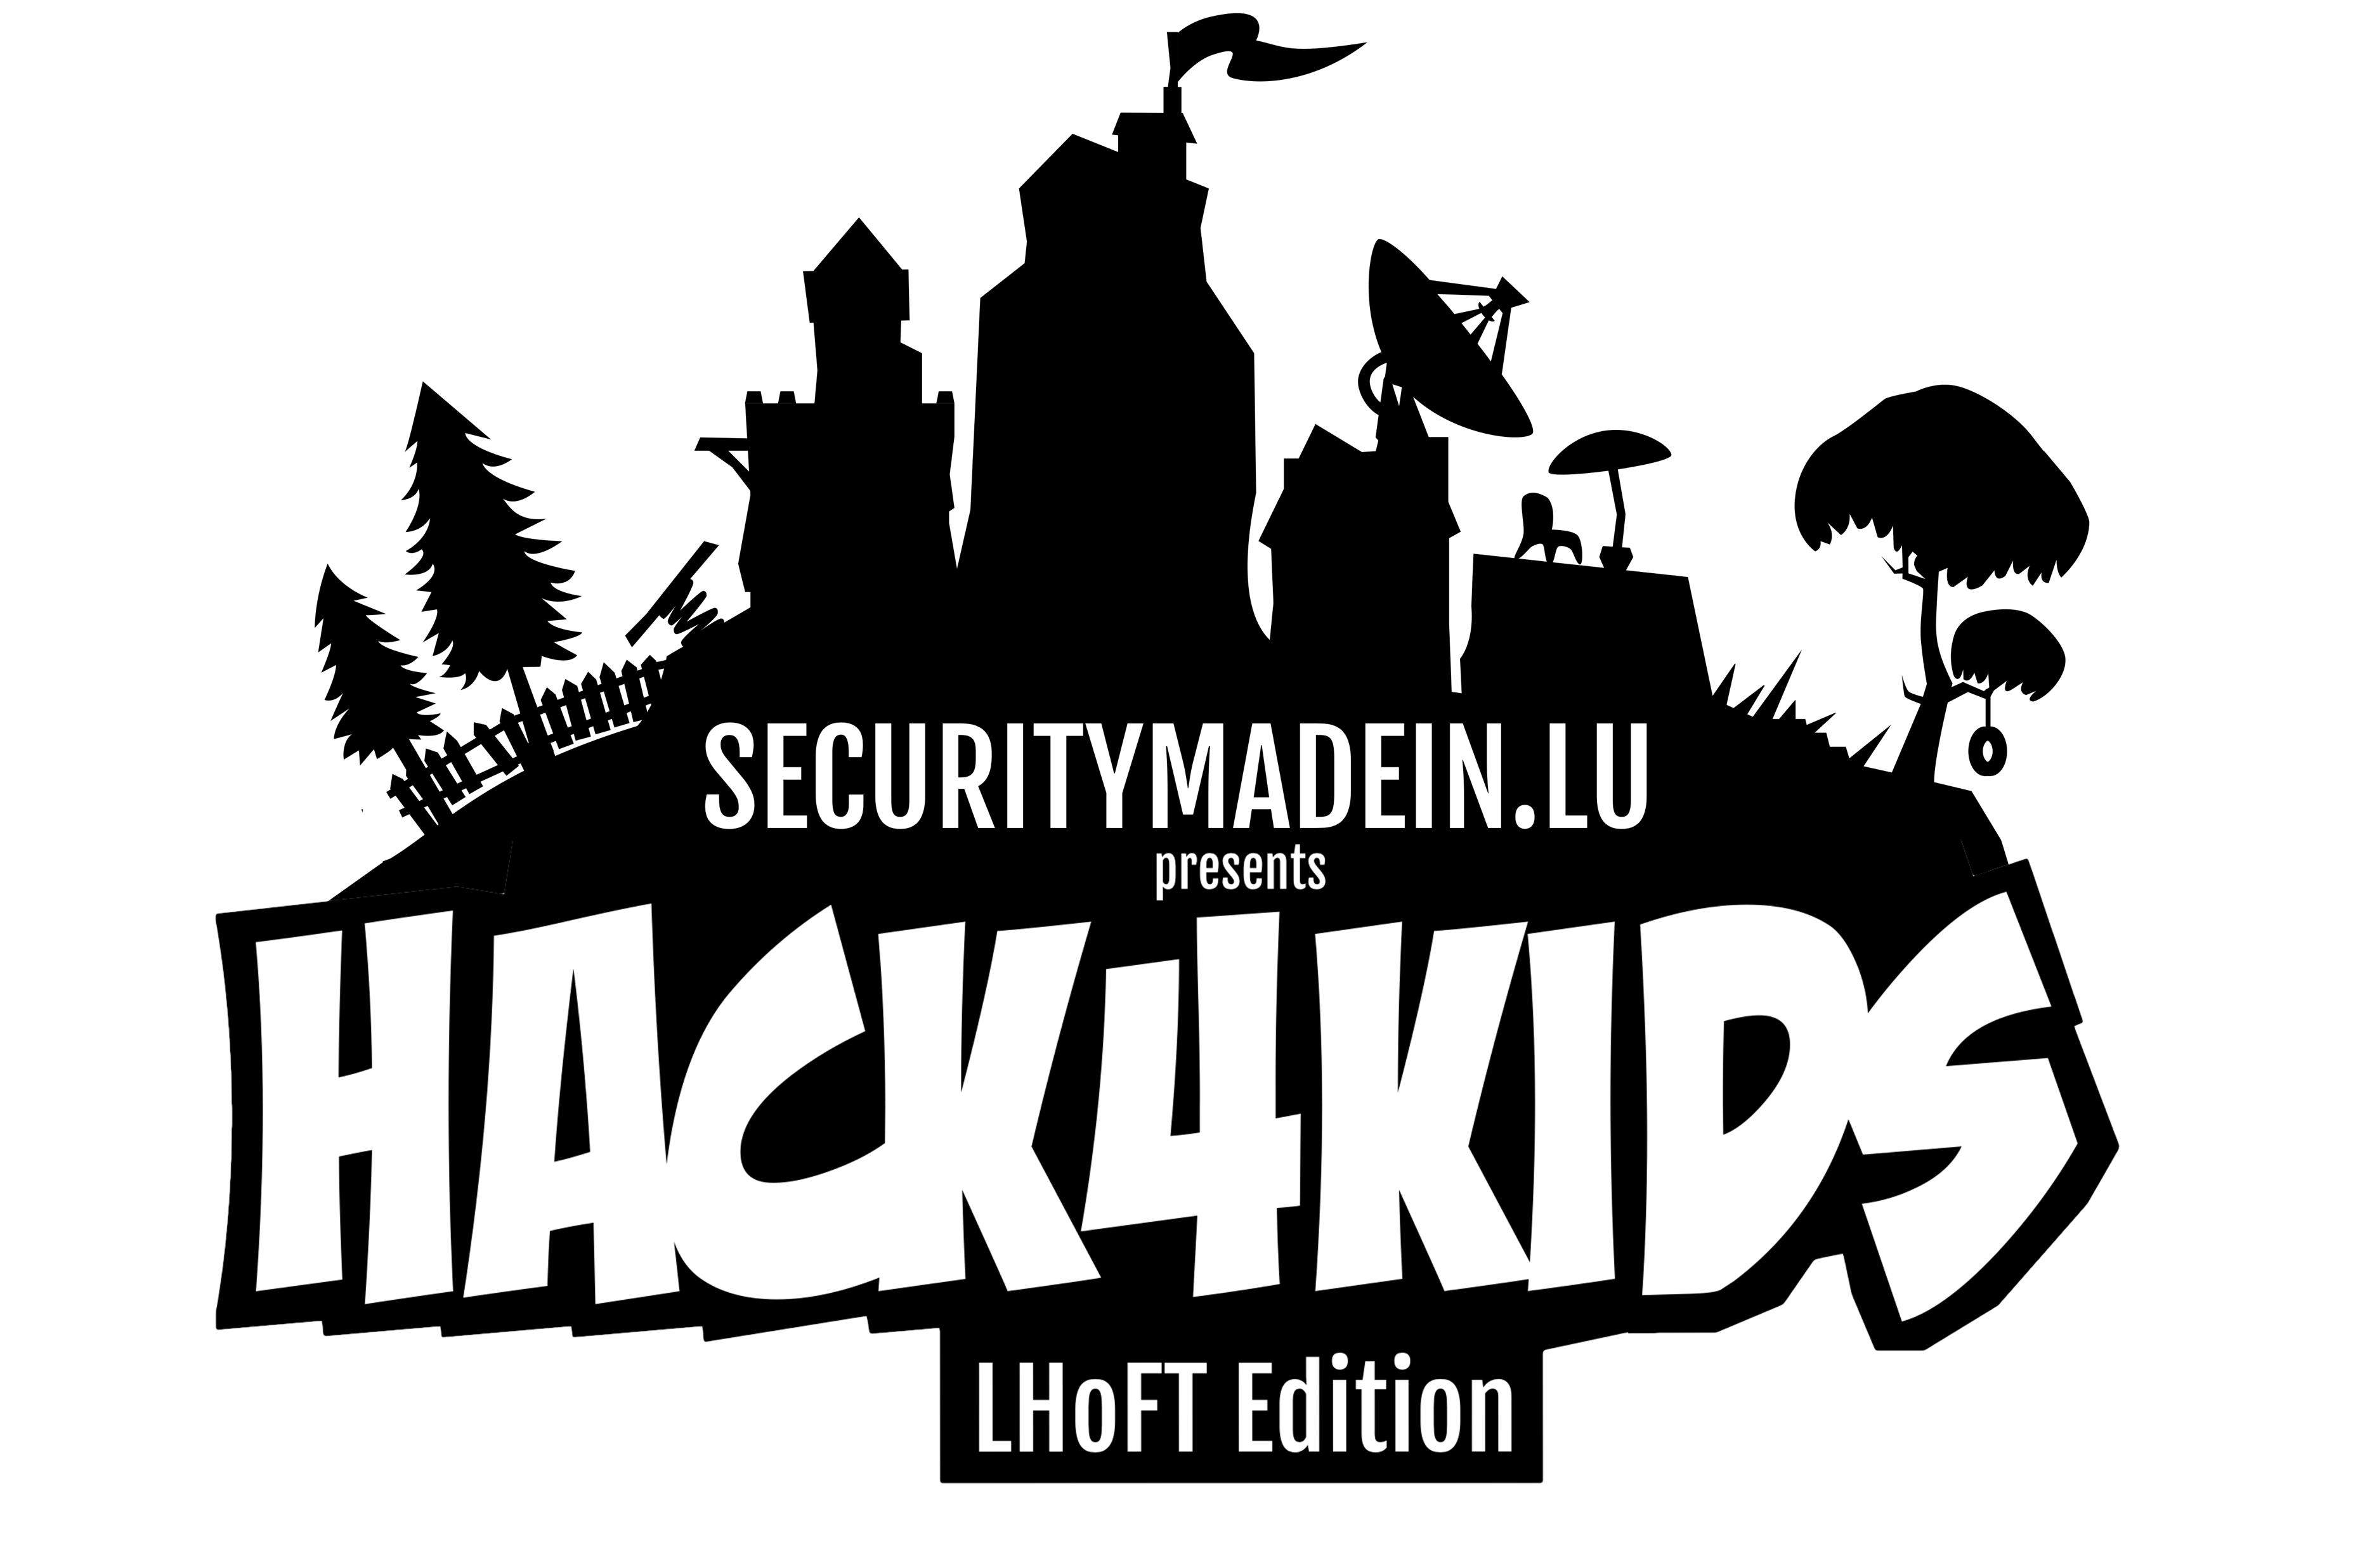 SECURITYMADEIN.LU
presents
HACK4KIDS
LHoFT Edition